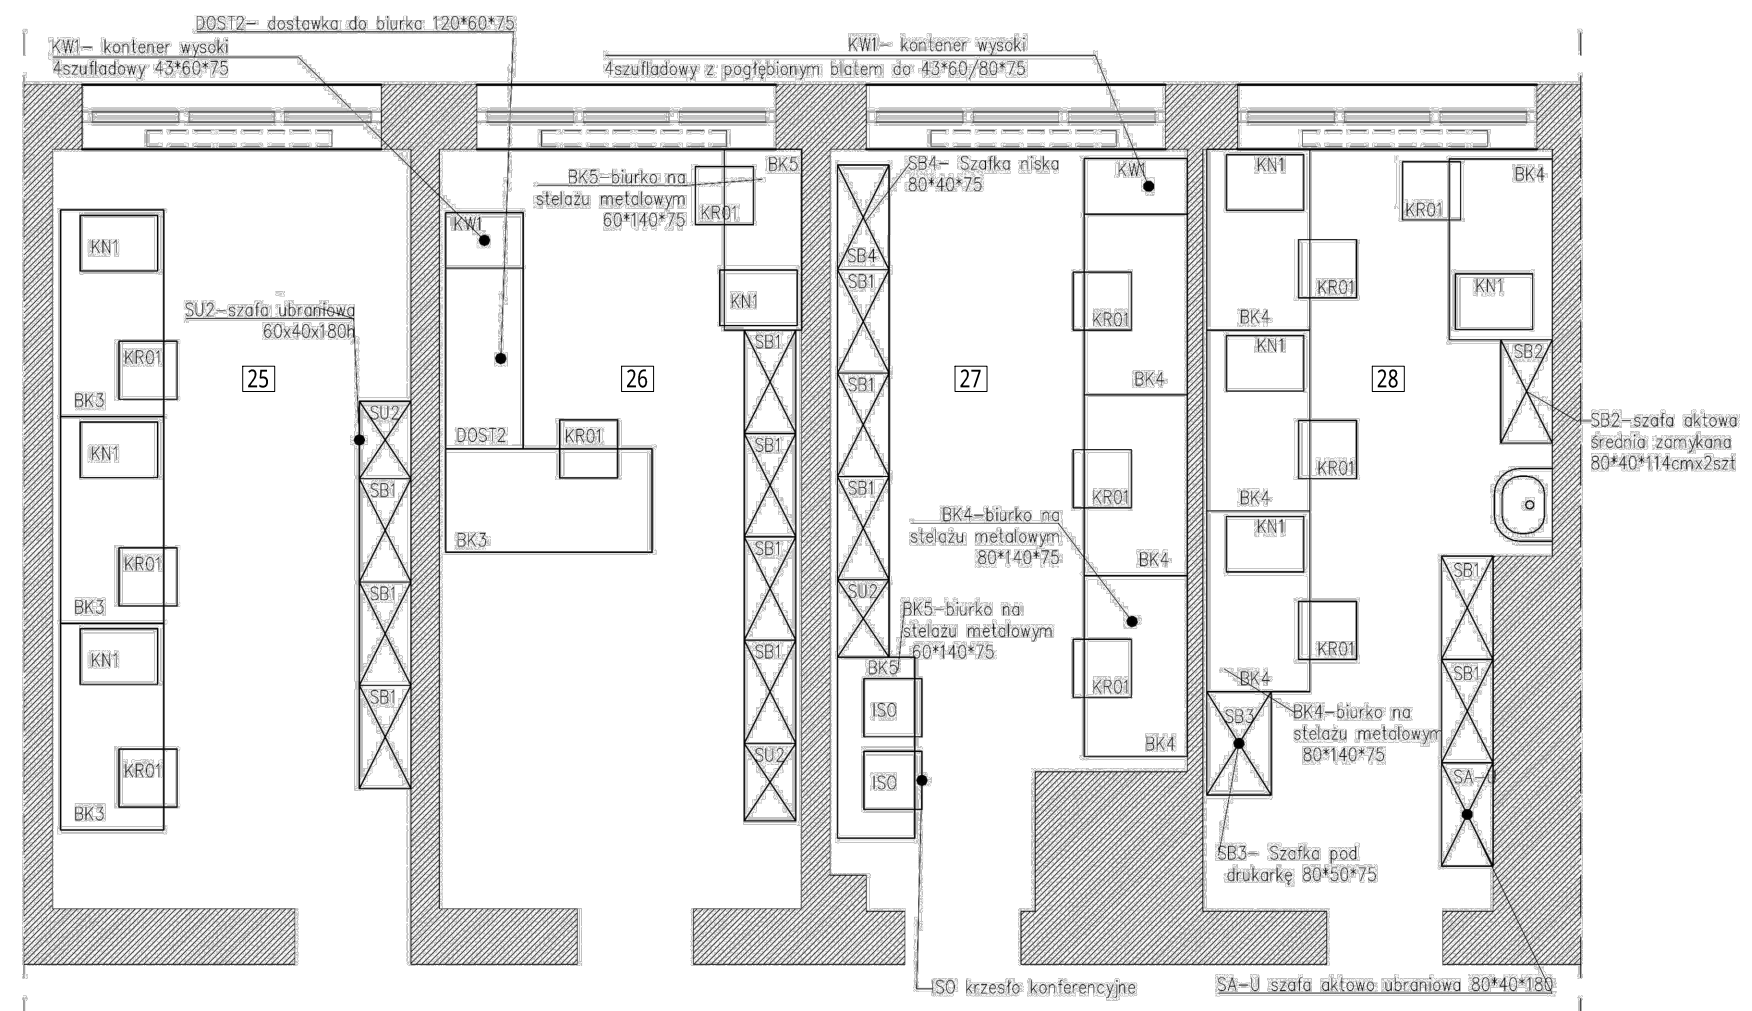 DOST2- dostawka do biurka 120*60*75
KW1- kontener wysoki
4szufladowy 43*60*75
KW1- kontener wysoki
4szufladowy z pogłębionym blatem do 43*60/80*75
KN1
KR01
BK3
KN1
KR01
BK3
KN1
KR01
BK3
SU2-szafa ubraniowa
60x40x180h
25
SU2
SB1
SB1
SB1
KW1
DOST2
BK3
KR01
26
BK5-biurko na
stelażu metalowym
60*140*75
BK5
KR01
KN1
SB1
SB1
SB1
SB1
SU2
SB4- Szafka niska
80*40*75
SB4
SB1
SB1
SB1
SU2
27
BK5-biurko na
stelażu metalowym
60*140*75
BK5
ISO
ISO
ISO krzesło konferencyjne
KW1
KR01
BK4
KR01
BK4
KR01
BK4
BK4-biurko na
stelażu metalowym
80*140*75
KN1
KR01
BK4
KN1
KR01
BK4
KN1
KR01
BK4
28
BK4
KR01
KN1
SB2
SB2-szafa aktowa
średnia zamykana
80*40*114cmx2szt
BK4-biurko na
stelażu metalowym
80*140*75
SB3
SB3- Szafka pod
drukarkę 80*50*75
SB1
SB1
SA-U
SA-U szafa aktowo ubraniowa 80*40*180